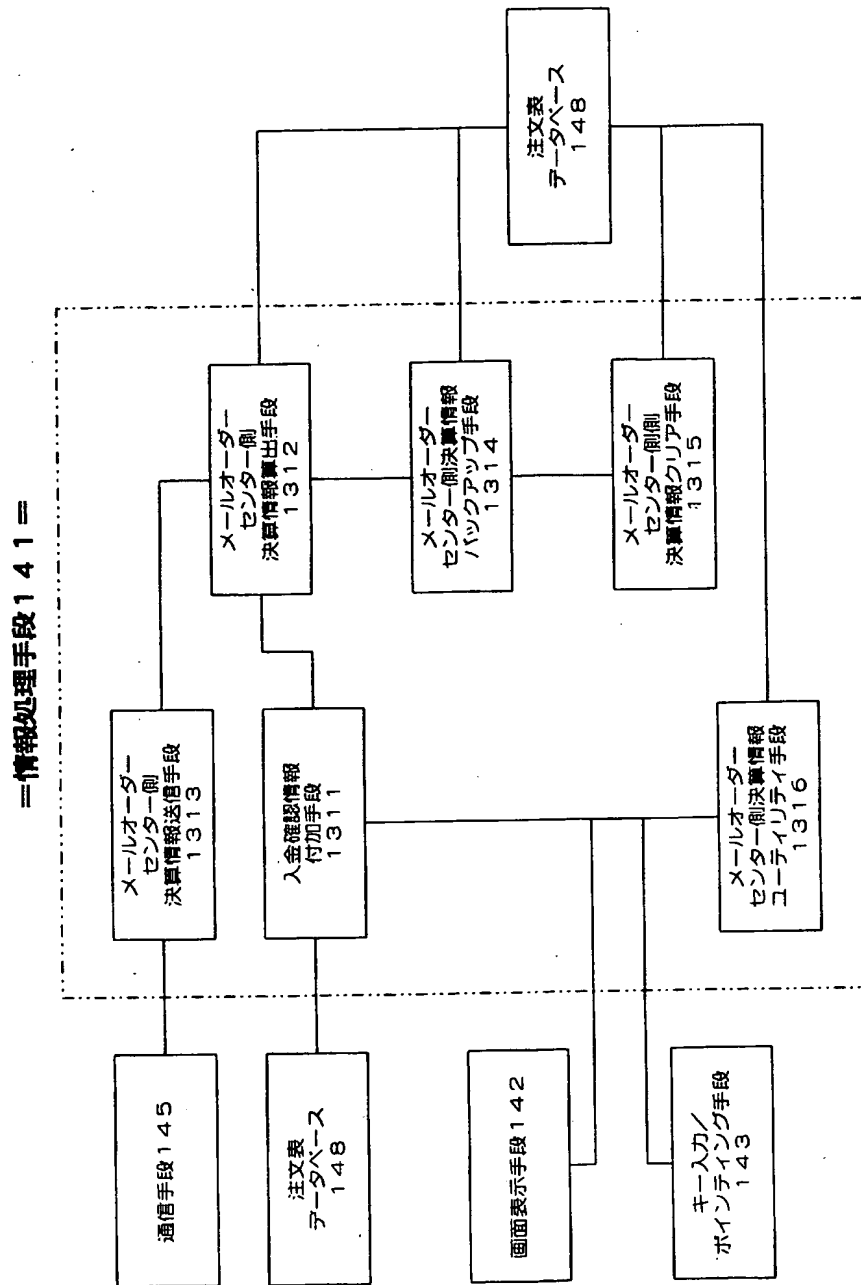 =情報処理手段141=
通信手段145
メールオーダー
センター側
決算情報送信手段
1313
メールオーダー
センター側
決算情報算出手段
1312
注文表
データベース
148
入金確認情報
付加手段
1311
メールオーダー
センター側決算情報
バックアップ手段
1314
注文表
データベース
148
画面表示手段142
メールオーダー
センター側側
決算情報クリア手段
1315
キー入力/
ポインティング手段
143
メールオーダー
センター側決算情報
ユーティリティ手段
1316